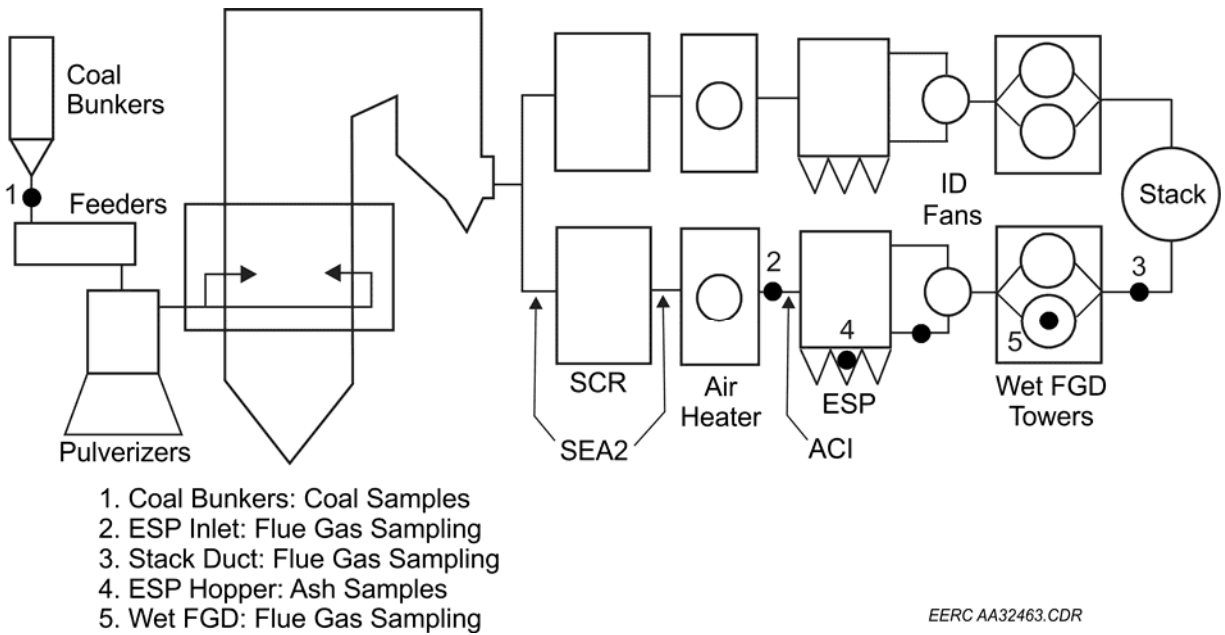 Coal
Bunkers
1
Feeders
Pulverizers
SCR
Air
Heater
2
4
ESP
ID
Fans
5
Wet FGD
Towers
3
Stack
SEA2
ACI
1. Coal Bunkers: Coal Samples
2. ESP Inlet: Flue Gas Sampling
3. Stack Duct: Flue Gas Sampling
4. ESP Hopper: Ash Samples
5. Wet FGD: Flue Gas Sampling
EERC AA32463.CDR